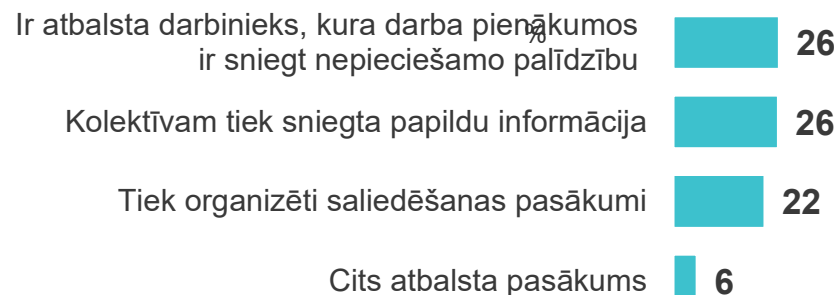 Ir atbalsta darbinieks, kura darba pienākumos
%
ir sniegt nepieciešamo palīdzību
26
Kolektīvam tiek sniegta papildu informācija
26
Tiek organizēti saliedēšanas pasākumi
22
Cits atbalsta pasākums
6